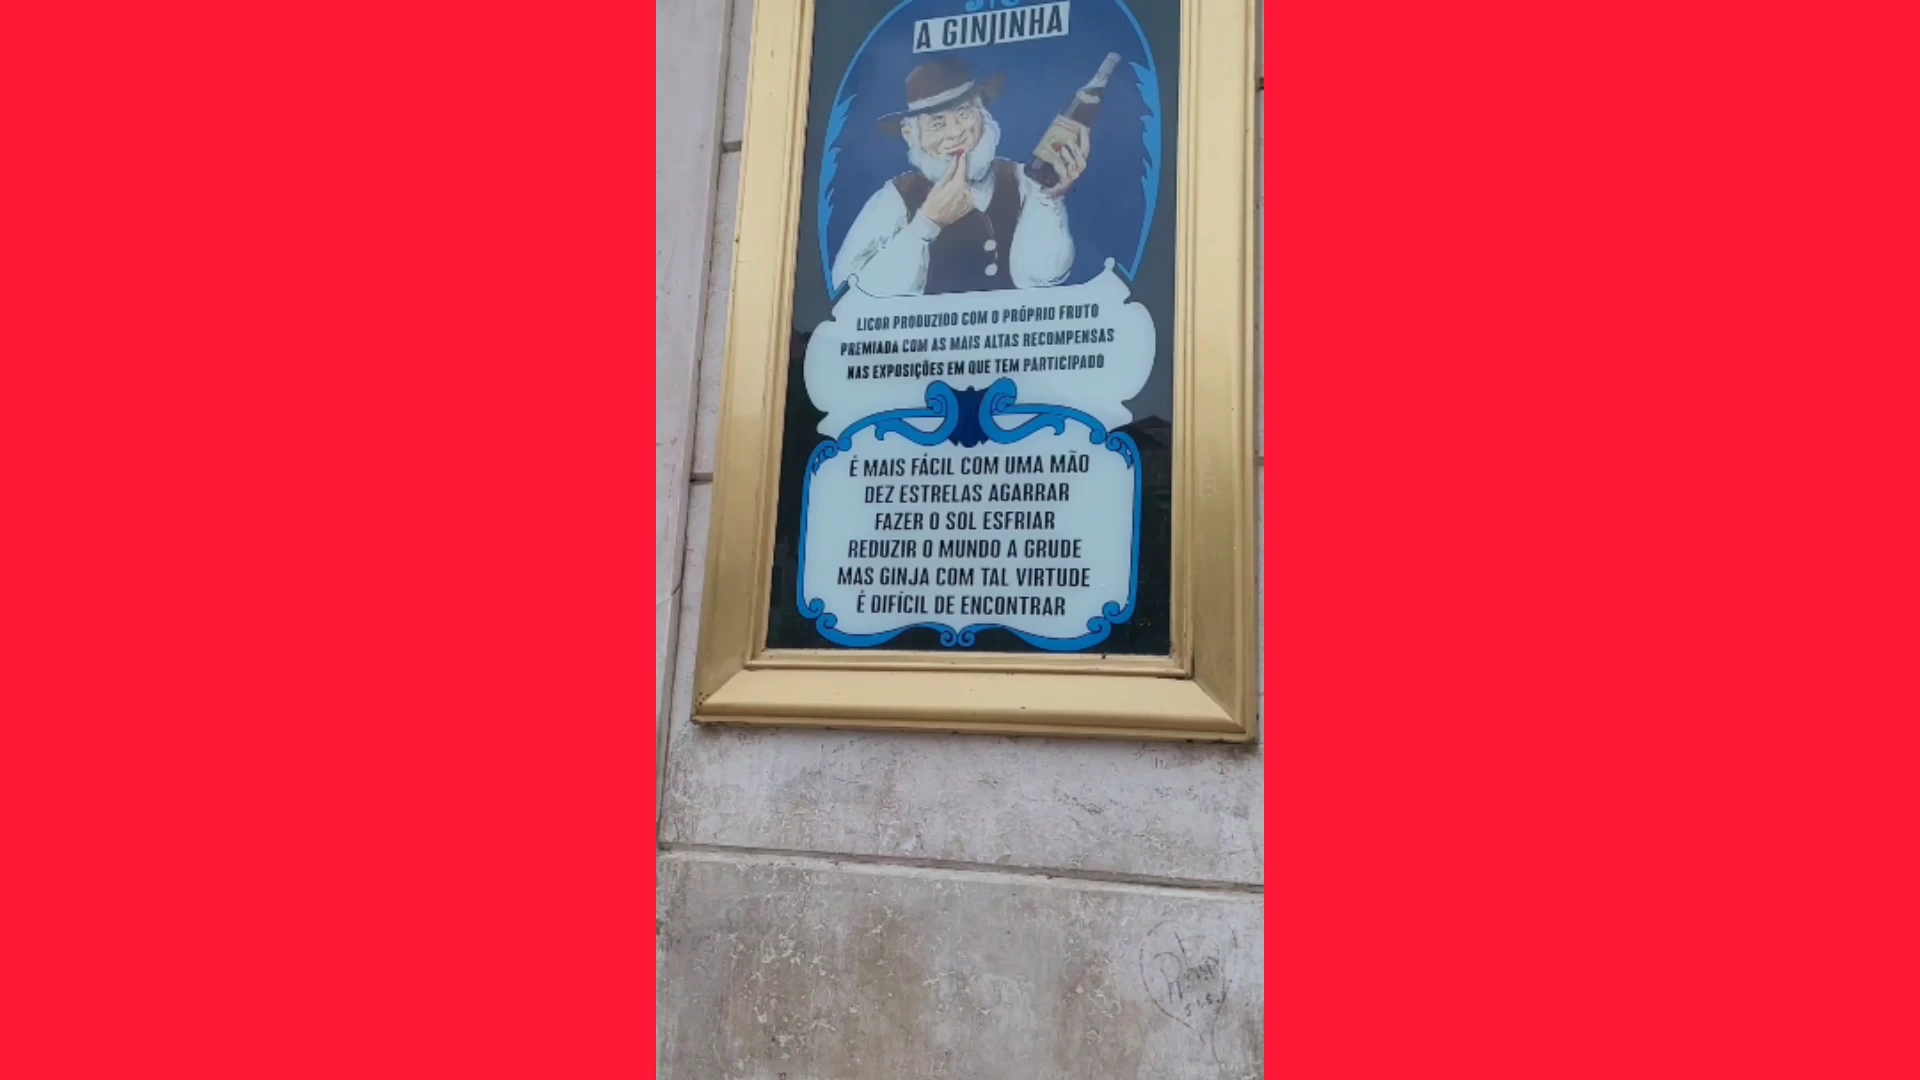 A GINJINHA
LICOR PRODUZIDO COM O PRÓPRIO FRUTO
PREMIADA COM AS MAIS ALTAS RECOMPENSAS
NAS EXPOSIÇÕES EM QUE TEM PARTICIPADO
É MAIS FÁCIL COM UMA MÃO
DEZ ESTRELAS AGARRAR
FAZER O SOL ESFRIAR
REDUZIR O MUNDO A GRUDE
MAS GINJA COM TAL VIRTUDE
É DIFÍCIL DE ENCONTRAR